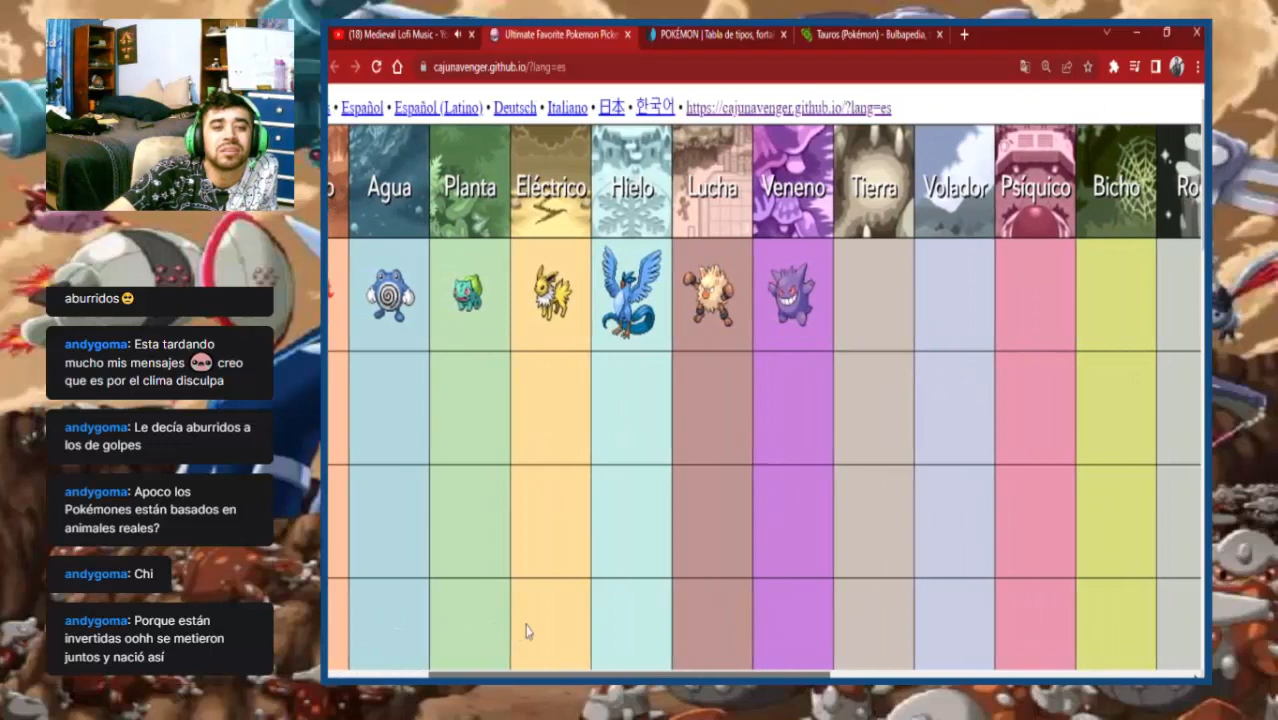 (18) Medieval Lofi Music - Yo
Ultimate Favorite Pokemon Picke
POKÉMON | Tabla de tipos, fortal
Tauros (Pokémon) - Bulbapedia,
cajunavenger.github.io/?lang=es
s • Español • Español (Latino) • Deutsch • Italiano • 日本 • 한국어 • https://cajunavenger.github.io/?lang=es
o Agua Planta Eléctrico Hielo Lucha Veneno Tierra Volador Psíquico Bicho Ro
aburridos
andygoma: Esta tardando
mucho mis mensajes creo
que es por el clima disculpa
andygoma: Le decía aburridos a
los de golpes
andygoma: Apoco los
Pokémones están basados en
animales reales?
andygoma: Chi
andygoma: Porque están
invertidas oohh se metieron
juntos y nació así